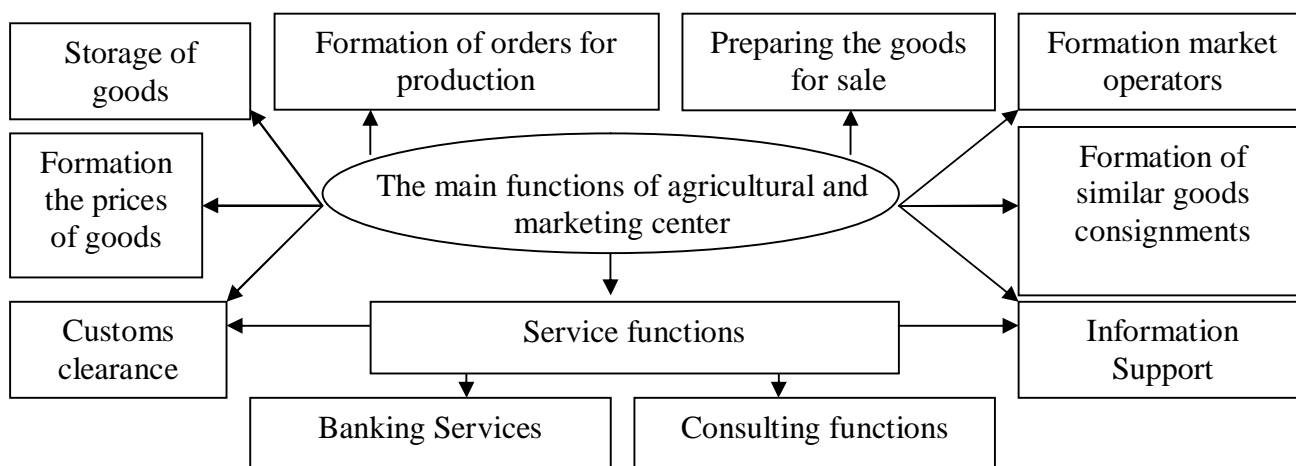 Storage of
goods
Formation of orders for
production
Preparing the goods
for sale
Formation market
operators
Formation
the prices
of goods
The main functions of agricultural and
marketing center
Formation of
similar goods
consignments
Customs
clearance
Service functions
Information
Support
Banking Services
Consulting functions